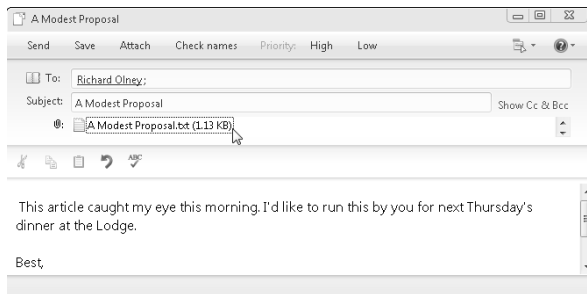 A Modest Proposal
Send Save Attach Check names Priority: High Low
To: Richard Olney;
Subject: A Modest Proposal Show Cc & Bcc
A Modest Proposal.txt (1.13 KB)
ABC
This article caught my eye this morning. I'd like to run this by you for next Thursday's
dinner at the Lodge.
Best,